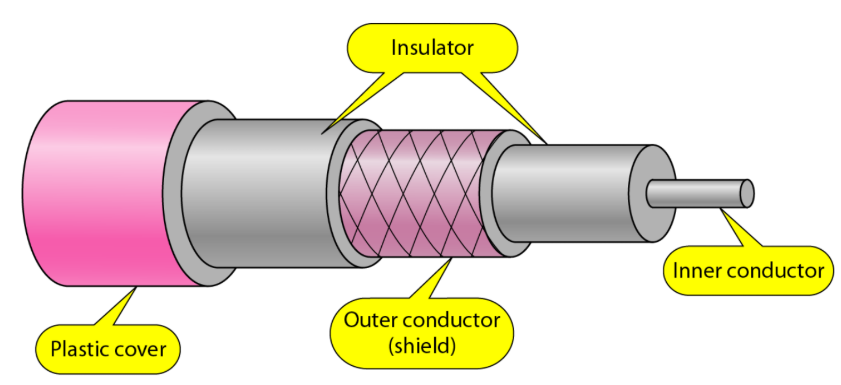 Insulator
Inner conductor
Outer conductor
(shield)
Plastic cover